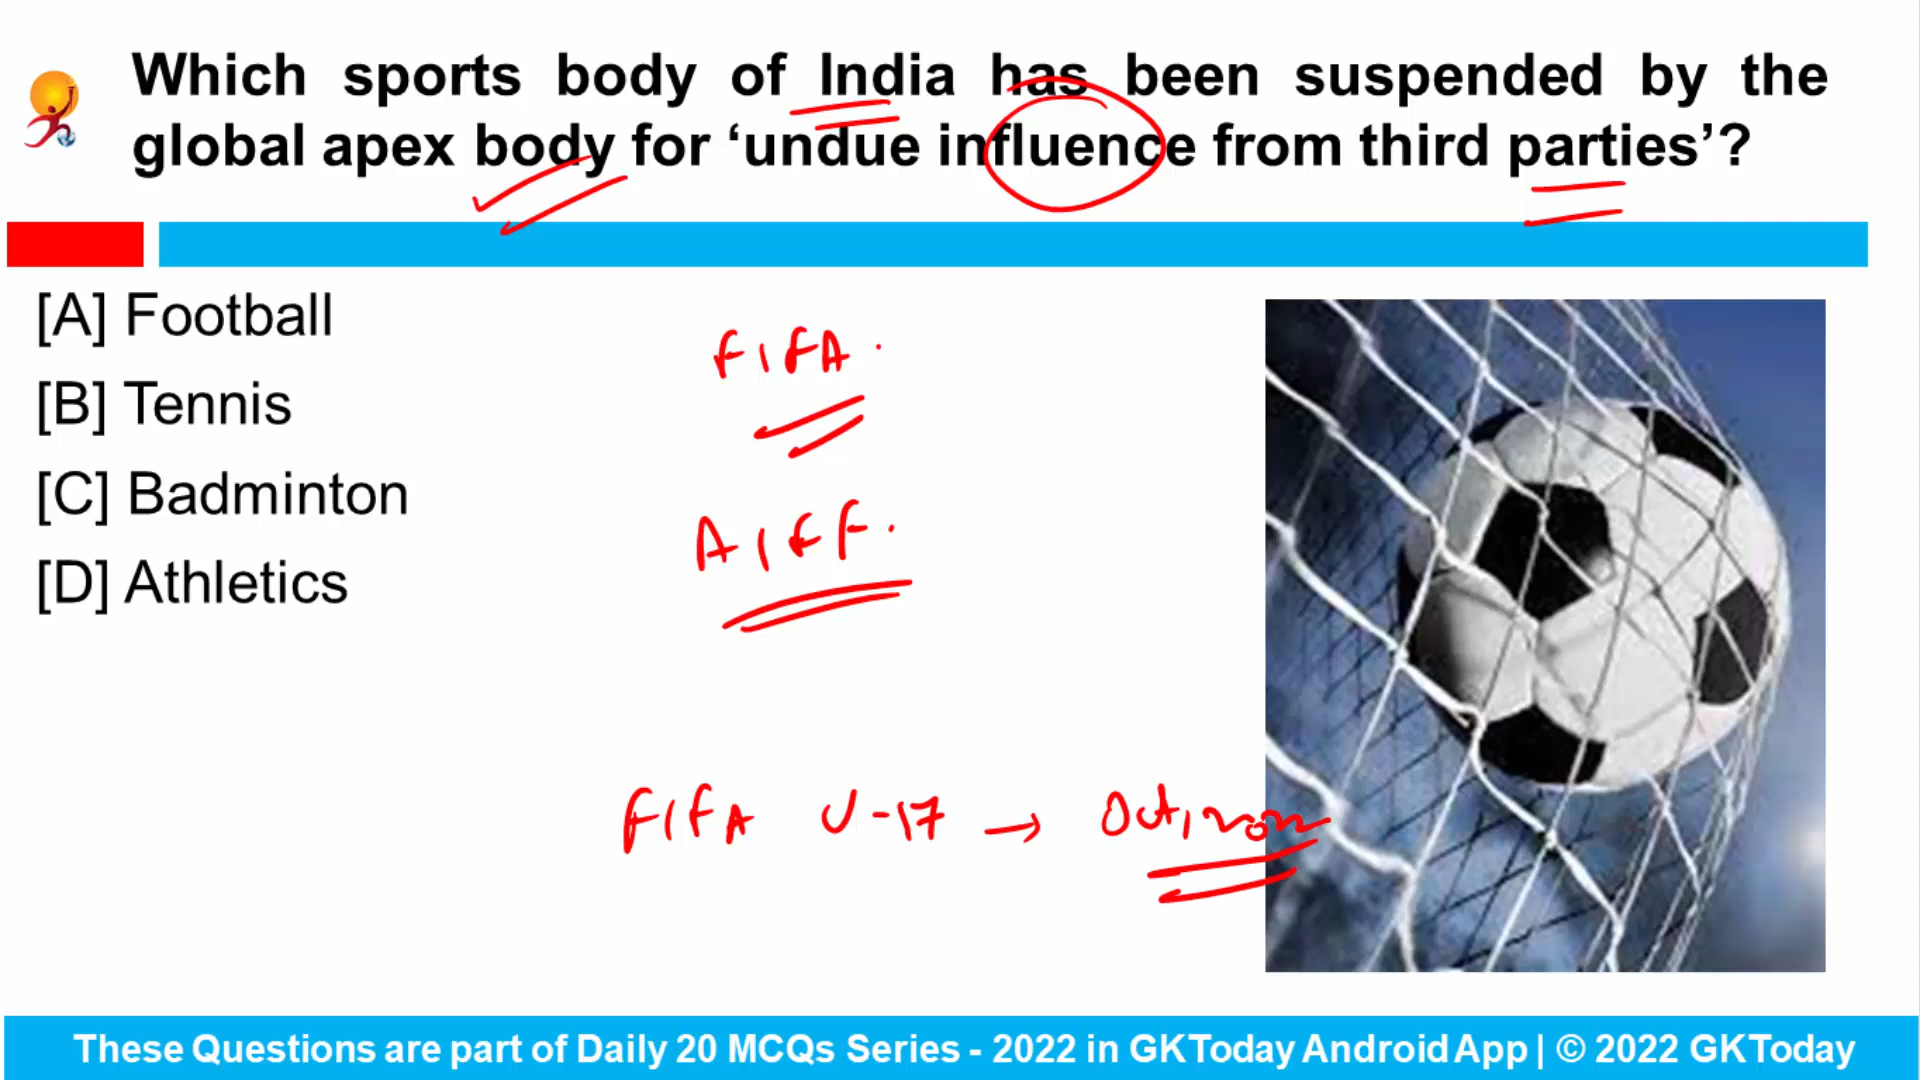 Which sports body of India has been suspended by the
global apex body for ‘undue influence from third parties’?
[A] Football
[B] Tennis
[C] Badminton
[D] Athletics
FIFA.
AIFF.
FIFA U-17 →
These Questions are part of Daily 20 MCQs Series - 2022 in GKToday Android App | © 2022 GKToday